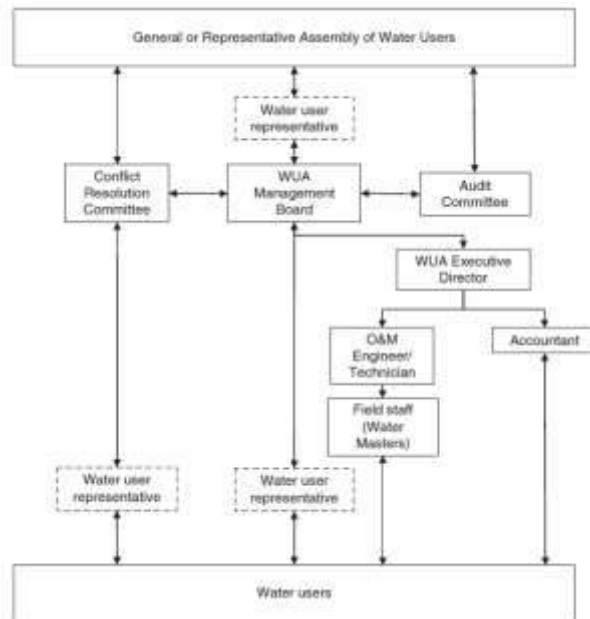 General or Representative Assembly of Water Users
Water user
representative
Conflict
Resolution
Committee
WUA
Management
Board
Audit
Committee
WUA Executive
Director
O&M
Engineer/
Technician
Accountant
Field staff
(Water
Masters)
Water user
representative
Water user
representative
Water users